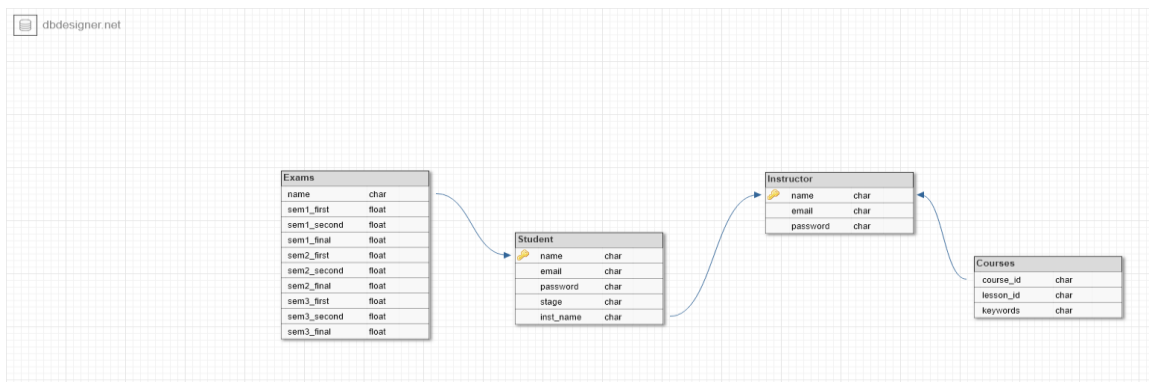 dbdesigner.net
Exams
name char
sem1_first float
sem1_second float
sem1_final float
sem2_first float
sem2_second float
sem2_final float
sem3_first float
sem3_second float
sem3_final float
Student
name char
email char
password char
stage char
inst_name char
Instructor
name char
email char
password char
Courses
course_id char
lesson_id char
keywords char